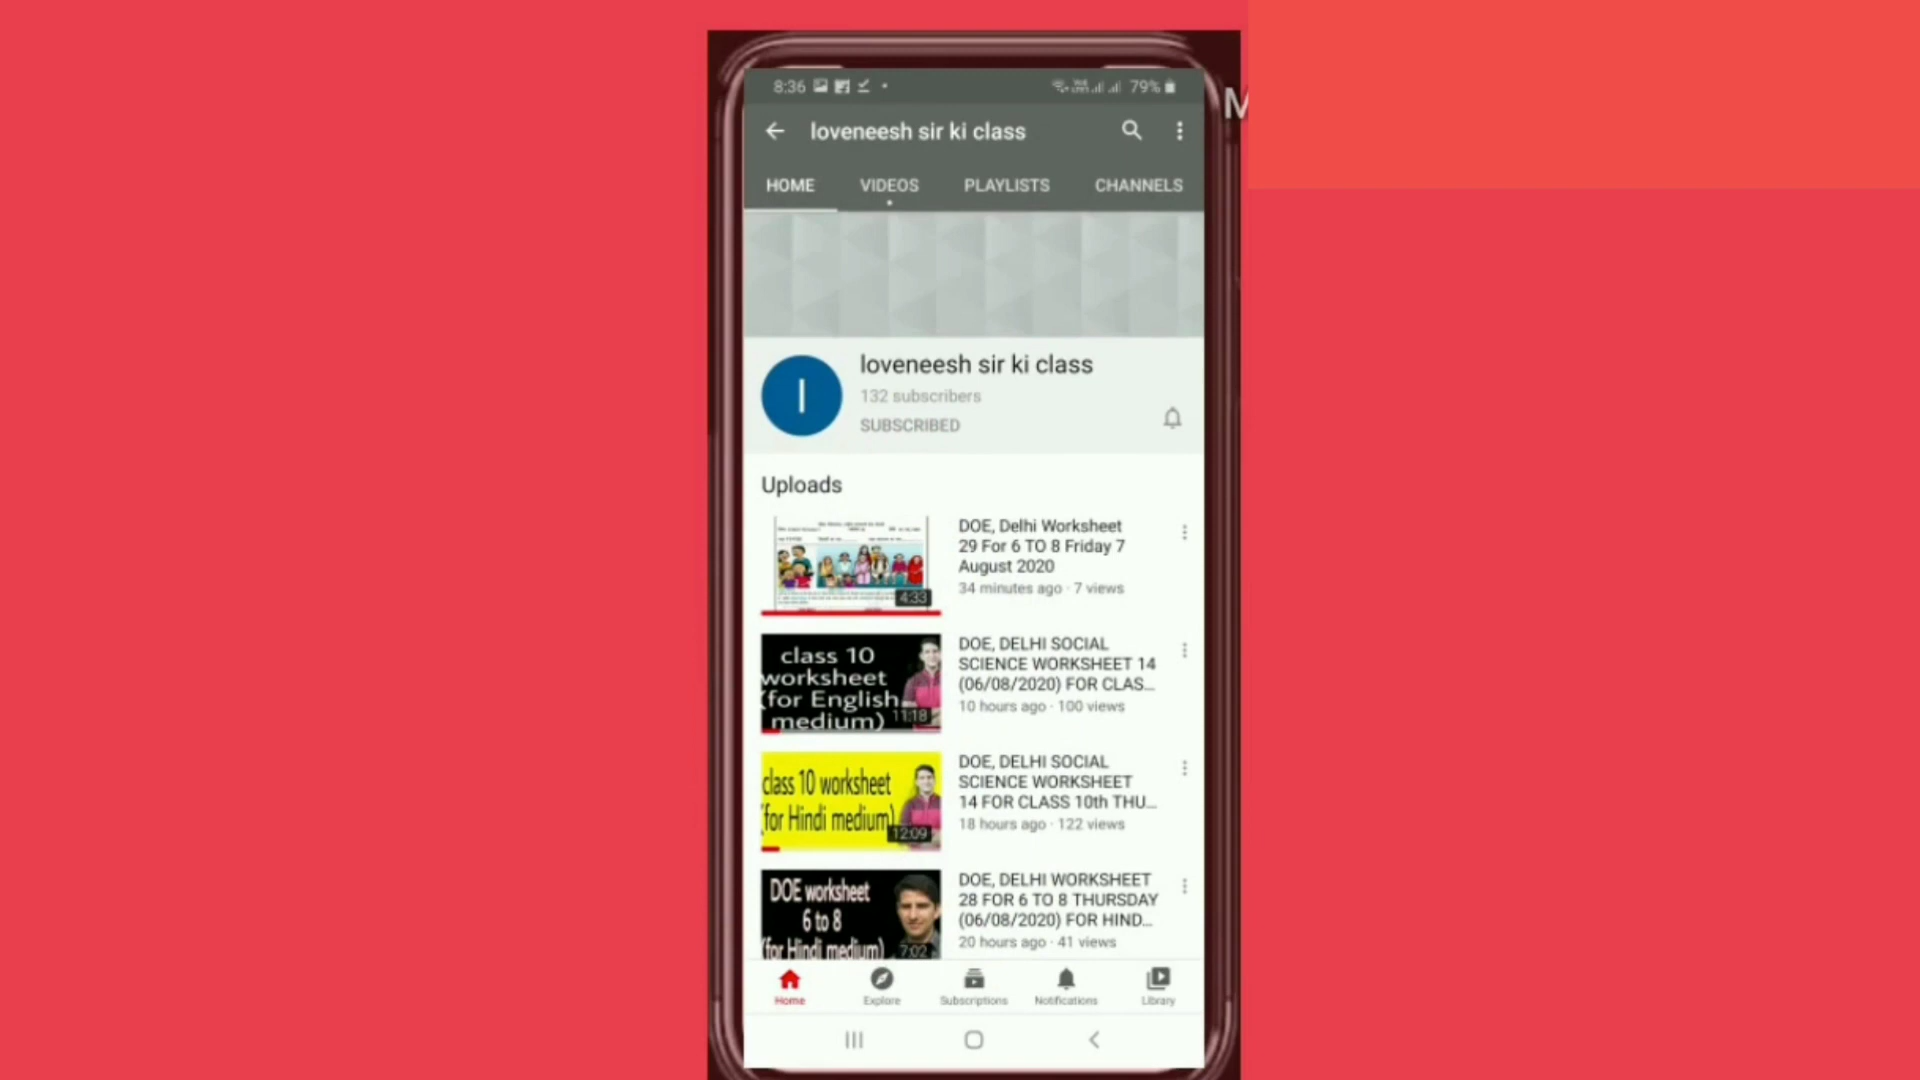 8:36
79%
M
loveneesh sir ki class
HOME VIDEOS PLAYLISTS CHANNELS
l
loveneesh sir ki class
132 subscribers
SUBSCRIBED
Uploads
4:33
DOE, Delhi Worksheet
29 For 6 TO 8 Friday 7
August 2020
34 minutes ago · 7 views
class 10
worksheet
(for English
medium)
11:18
DOE, DELHI SOCIAL
SCIENCE WORKSHEET 14
(06/08/2020) FOR CLAS...
10 hours ago · 100 views
class 10 worksheet
(for Hindi medium)
12:09
DOE, DELHI SOCIAL
SCIENCE WORKSHEET
14 FOR CLASS 10th THU...
18 hours ago · 122 views
DOE worksheet
6 to 8
(for Hindi medium)
7:02
DOE, DELHI WORKSHEET
28 FOR 6 TO 8 THURSDAY
(06/08/2020) FOR HIND...
20 hours ago · 41 views
Home Explore Subscriptions Notifications Library